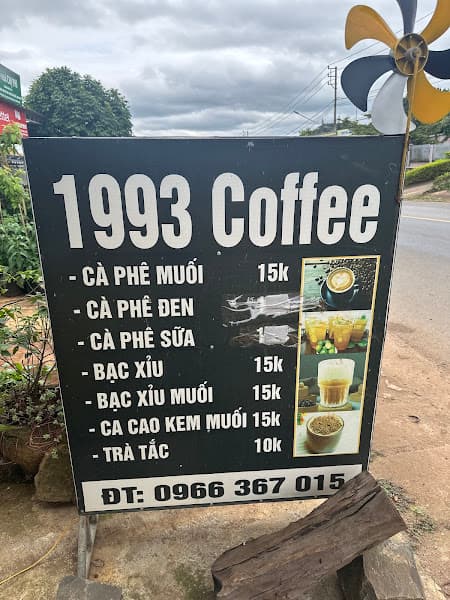 1993 Coffee
- CÀ PHÊ MUỐI 15k
- CÀ PHÊ ĐEN
- CÀ PHÊ SỮA
- BẠC XỈU 15k
- BẠC XỈU MUỐI 15k
- CA CAO KEM MUỐI 15k
- TRÀ TẮC 10k
ĐT: 0966 367 015